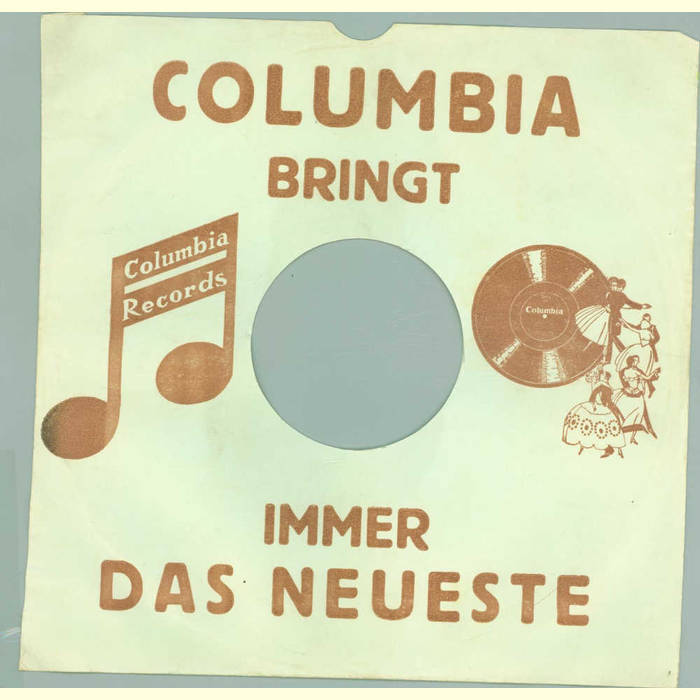 COLUMBIA
BRINGT
Columbia
Records
Columbia
IMMER
DAS NEUESTE